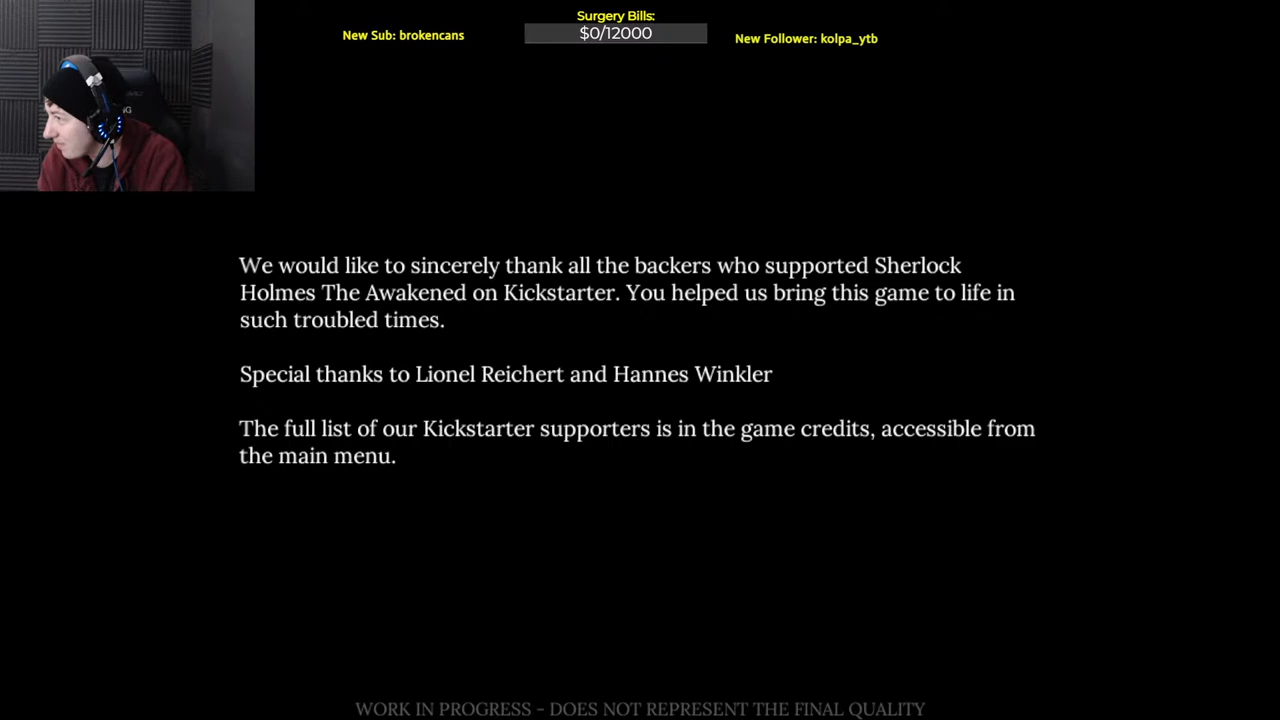 Surgery Bills:
New Sub: brokencans
$0/12000
New Follower: kolpa_ytb
We would like to sincerely thank all the backers who supported Sherlock
Holmes The Awakened on Kickstarter. You helped us bring this game to life in
such troubled times.
Special thanks to Lionel Reichert and Hannes Winkler
The full list of our Kickstarter supporters is in the game credits, accessible from
the main menu.
WORK IN PROGRESS - DOES NOT REPRESENT THE FINAL QUALITY